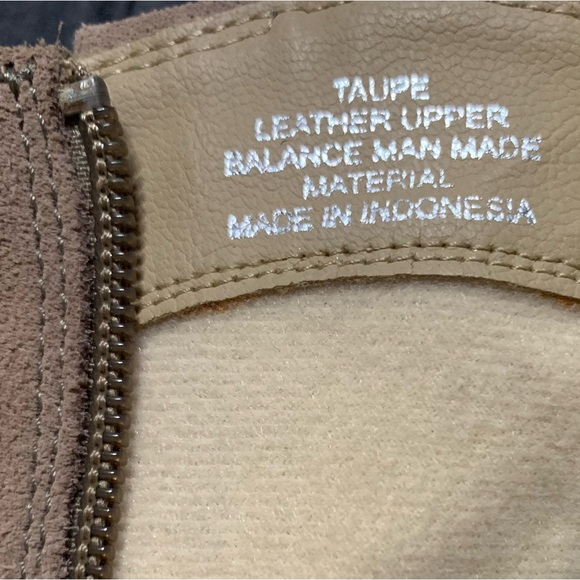 TAUPE
LEATHER UPPER
BALANCE MAN MADE
MATERIAL
MADE IN INDONESIA